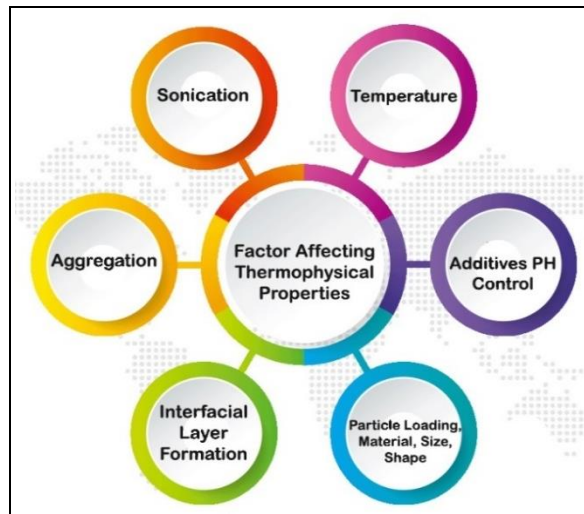 Sonication
Temperature
Aggregation
Factor Affecting
Thermophysical
Properties
Additives PH
Control
Interfacial
Layer
Formation
Particle Loading,
Material, Size,
Shape